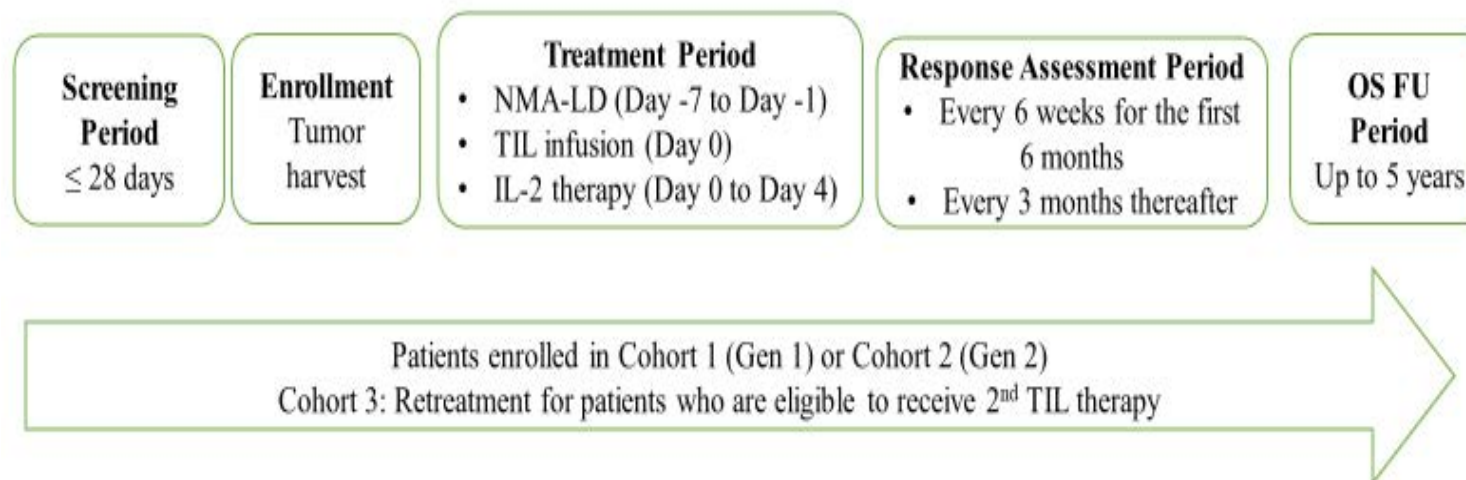 Screening
Period
≤ 28 days
Enrollment
Tumor
harvest
Treatment Period
• NMA-LD (Day -7 to Day -1)
• TIL infusion (Day 0)
• IL-2 therapy (Day 0 to Day 4)
Response Assessment Period
• Every 6 weeks for the first
6 months
• Every 3 months thereafter
OS FU
Period
Up to 5 years
Patients enrolled in Cohort 1 (Gen 1) or Cohort 2 (Gen 2)
Cohort 3: Retreatment for patients who are eligible to receive 2nd TIL therapy